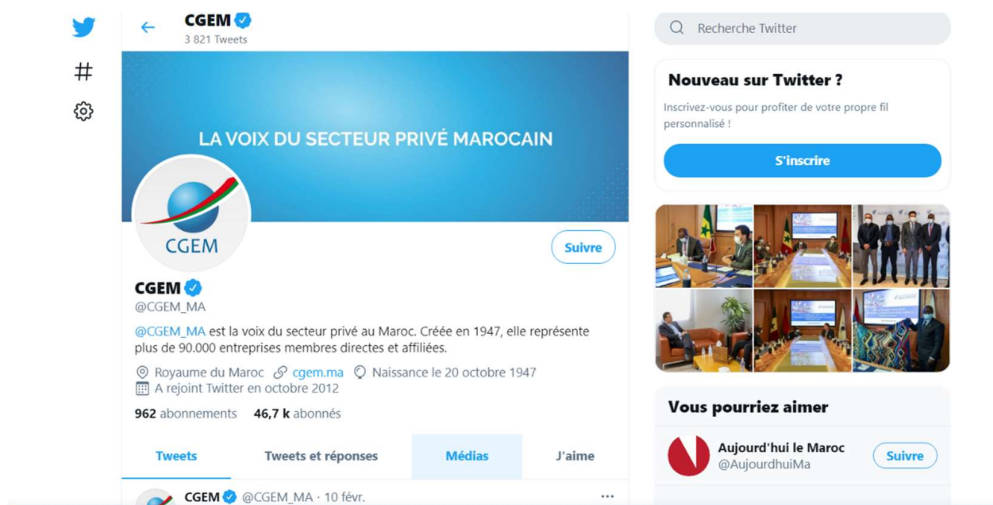 CGEM
3 821 Tweets
Recherche Twitter
LA VOIX DU SECTEUR PRIVÉ MAROCAIN
Nouveau sur Twitter ?
Inscrivez-vous pour profiter de votre propre fil
personnalisé !
S'inscrire
CGEM
Suivre
CGEM
@CGEM_MA
@CGEM_MA est la voix du secteur privé au Maroc. Créée en 1947, elle représente
plus de 90.000 entreprises membres directes et affiliées.
Royaume du Maroc cgem.ma Naissance le 20 octobre 1947
A rejoint Twitter en octobre 2012
962 abonnements 46,7 k abonnés
Tweets Tweets et réponses Médias J'aime
CGEM @CGEM_MA · 10 févr.
Vous pourriez aimer
Aujourd'hui le Maroc
@AujourdhuiMa
Suivre